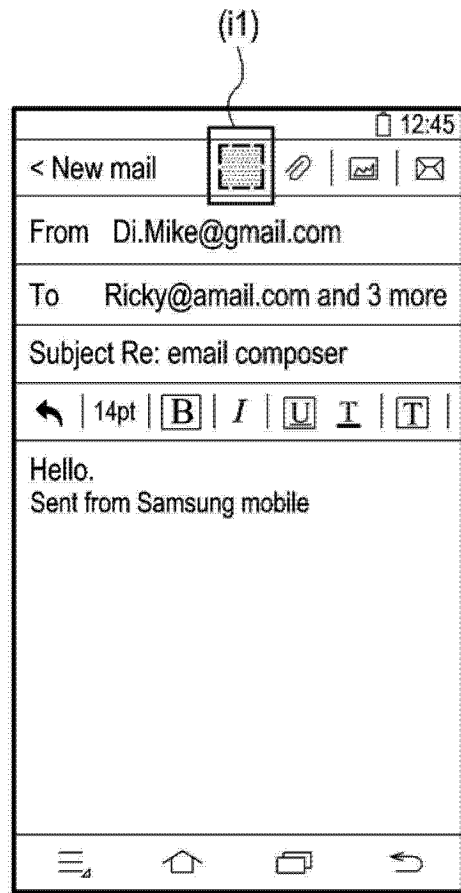 (i1)
12:45
< New mail
From Di.Mike@gmail.com
To Ricky@amail.com and 3 more
Subject Re: email composer
14pt | B | I | U T | T |
Hello.
Sent from Samsung mobile